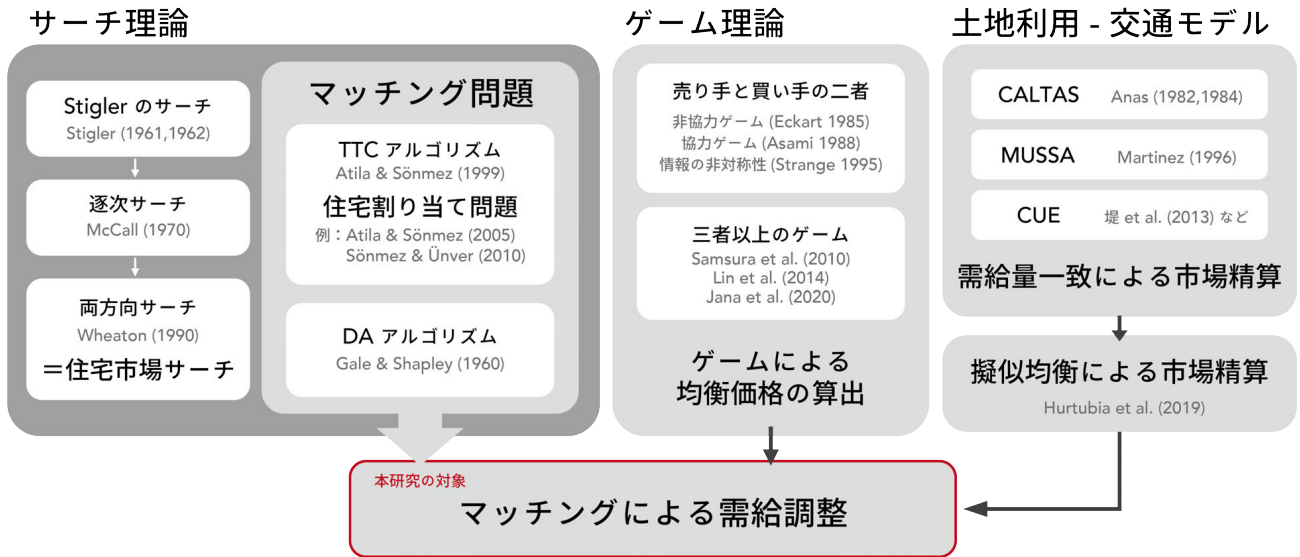 サーチ理論
Stigler のサーチ
Stigler (1961,1962)
逐次サーチ
McCall (1970)
両方向サーチ
Wheaton (1990)
＝住宅市場サーチ
マッチング問題
TTC アルゴリズム
Atila & Sönmez (1999)
住宅割り当て問題
例：Atila & Sönmez (2005)
Sönmez & Ünver (2010)
DA アルゴリズム
Gale & Shapley (1960)
ゲーム理論
売り手と買い手の二者
非協力ゲーム (Eckart 1985)
協力ゲーム (Asami 1988)
情報の非対称性 (Strange 1995)
三者以上のゲーム
Samsura et al. (2010)
Lin et al. (2014)
Jana et al. (2020)
ゲームによる
均衡価格の算出
土地利用 - 交通モデル
CALTAS Anas (1982,1984)
MUSSA Martinez (1996)
CUE 堤 et al. (2013) など
需給量一致による市場精算
擬似均衡による市場精算
Hurtubia et al. (2019)
本研究の対象
マッチングによる需給調整